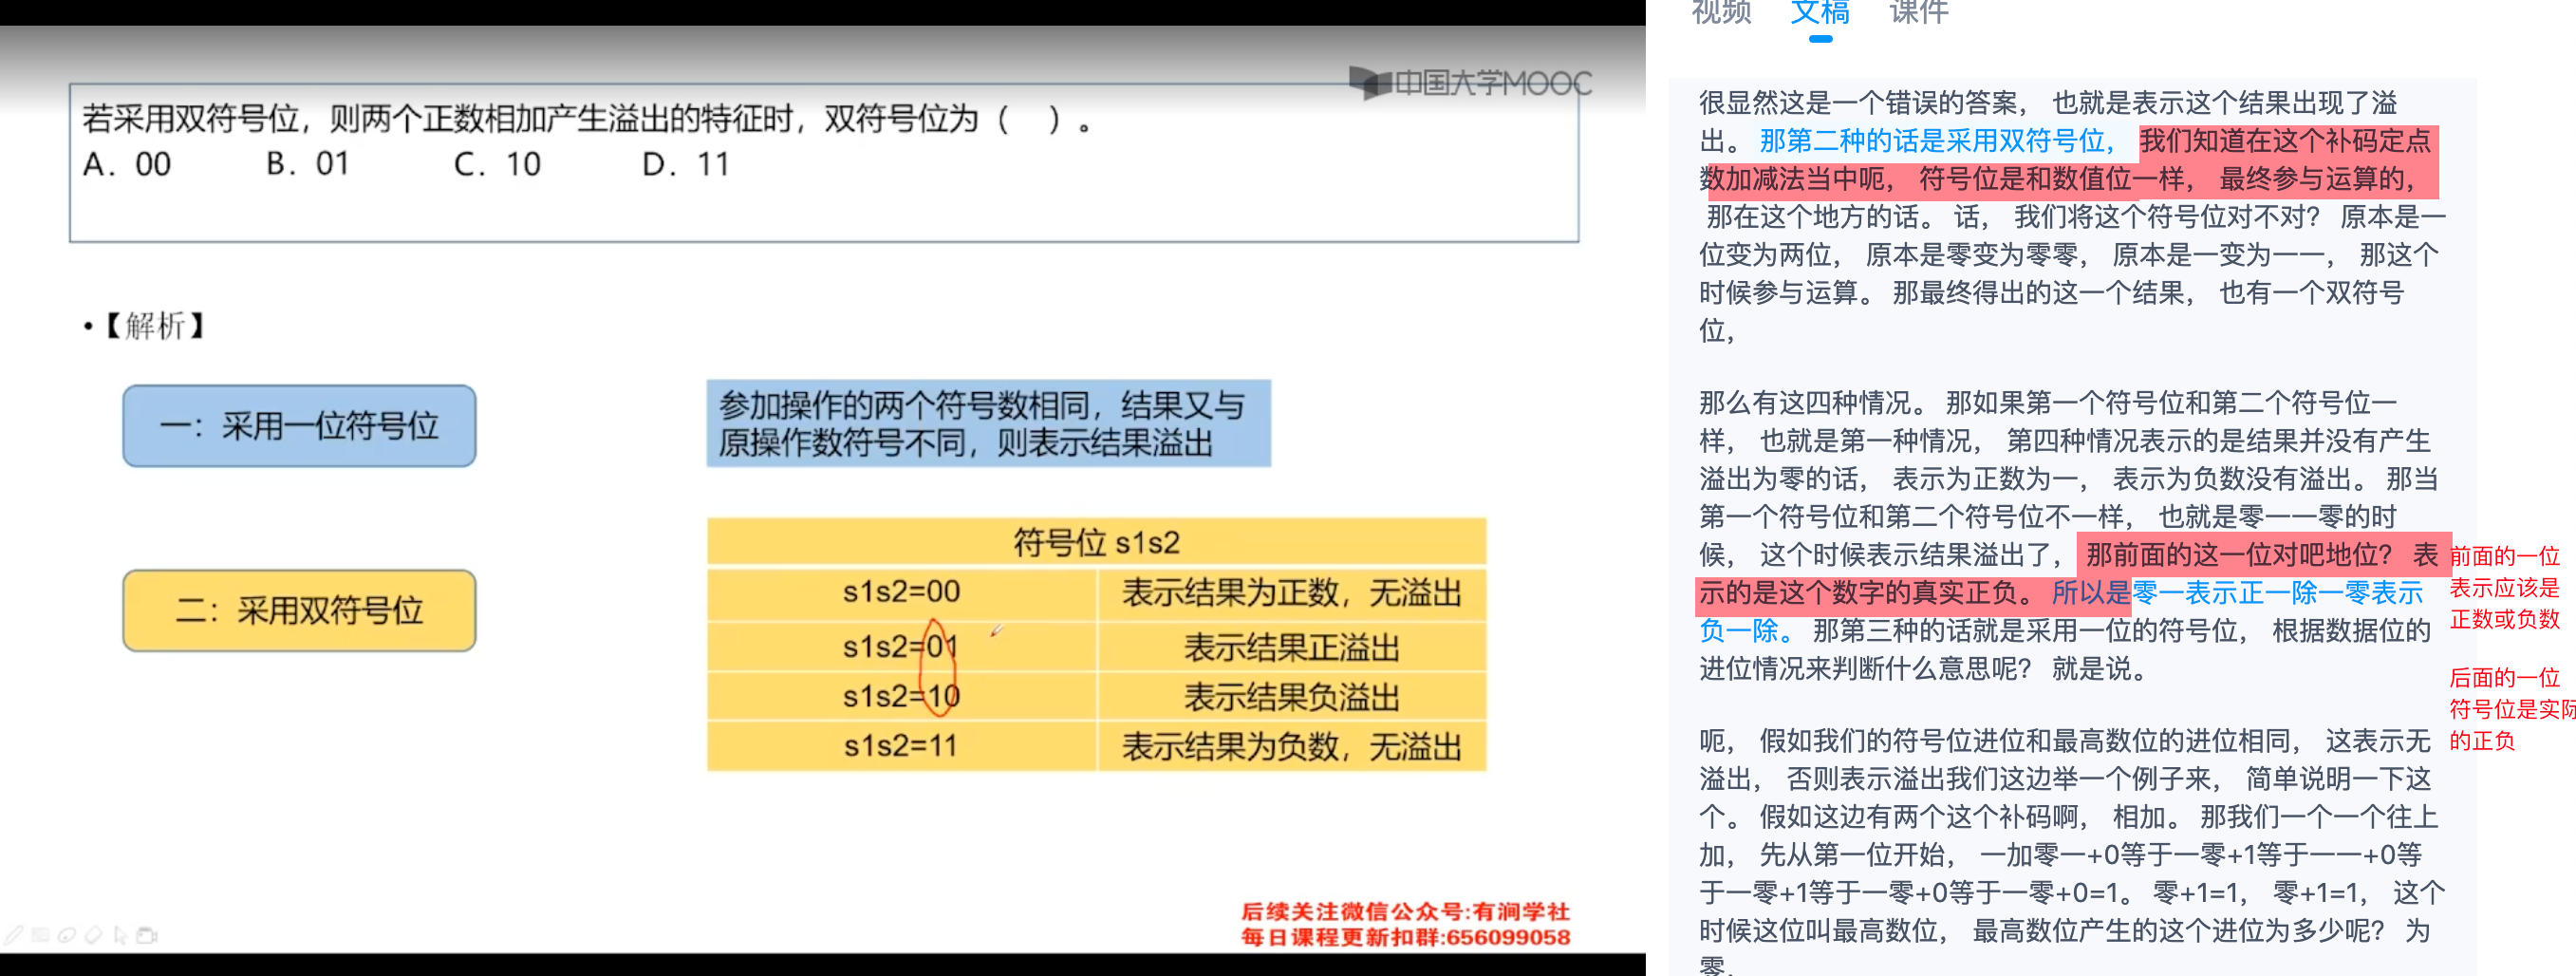 中国大学MOOC
若采用双符号位，则两个正数相加产生溢出的特征时，双符号位为（　）。
A. 00　B. 01　C. 10　D. 11
•【解析】
一：采用一位符号位
参加操作的两个符号数相同，结果又与
原操作数符号不同，则表示结果溢出
二：采用双符号位
符号位 s1s2
s1s2=00　表示结果为正数，无溢出
s1s2=01　表示结果正溢出
s1s2=10　表示结果负溢出
s1s2=11　表示结果为负数，无溢出
后续关注微信公众号:有涧学社
每日课程更新扣群:656099058
视频　文稿　课件
很显然这是一个错误的答案， 也就是表示这个结果出现了溢
出。 那第二种的话是采用双符号位， 我们知道在这个补码定点
数加减法当中呃， 符号位是和数值位一样， 最终参与运算的，
那在这个地方的话。 话， 我们将这个符号位对不对？ 原本是一
位变为两位， 原本是零变为零零， 原本是一变为一一， 那这个
时候参与运算。 那最终得出的这一个结果， 也有一个双符号
位，
那么有这四种情况。 那如果第一个符号位和第二个符号位一
样， 也就是第一种情况， 第四种情况表示的是结果并没有产生
溢出为零的话， 表示为正数为一， 表示为负数没有溢出。 那当
第一个符号位和第二个符号位不一样， 也就是零一一零的时
候， 这个时候表示结果溢出了， 那前面的这一位对吧地位？ 表
示的是这个数字的真实正负。 所以是零一表示正一除一零表示
负一除。 那第三种的话就是采用一位的符号位， 根据数据位的
进位情况来判断什么意思呢？ 就是说。
呃， 假如我们的符号位进位和最高数位的进位相同， 这表示无
溢出， 否则表示溢出我们这边举一个例子来， 简单说明一下这
个。 假如这边有两个这个补码啊， 相加。 那我们一个一个往上
加， 先从第一位开始， 一加零一+0等于一零+1等于一一+0等
于一零+1等于一零+0等于一零+0=1。 零+1=1， 零+1=1， 这个
时候这位叫最高数位， 最高数位产生的这个进位为多少呢？ 为
零.
前面的一位
表示应该是
正数或负数
后面的一位
符号位是实际
的正负